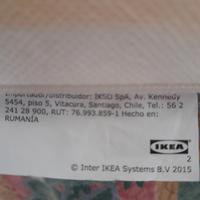 Importador/distribuidor: IKSO SpA, Av. Kennedy
5454, piso 5, Vitacura, Santiago, Chile, Tel.: 56 2
241 28 900, RUT: 76.993.859-1 Hecho en:
RUMANÍA
IKEA
2
© Inter IKEA Systems B.V 2015